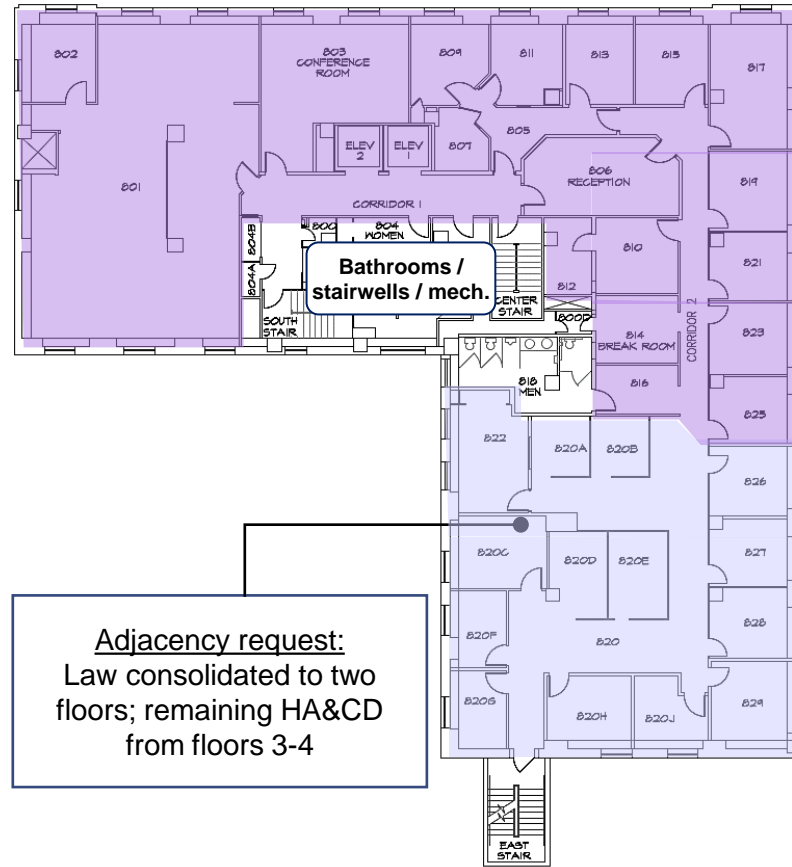 802
803
CONFERENCE
ROOM
809
811
813
815
817
805
807
ELEV
2
ELEV
1
806
RECEPTION
819
801
CORRIDOR 1
804B
800C
804
WOMEN
810
821
804A
Bathrooms /
stairwells / mech.
812
CENTER
STAIR
SOUTH
STAIR
800D
814
BREAK ROOM
CORRIDOR 2
823
818
MEN
816
825
822
820A
820B
826
820C
820D
820E
827
820F
820
828
820G
820H
820J
829
Adjacency request:
Law consolidated to two
floors; remaining HA&CD
from floors 3-4
EAST
STAIR